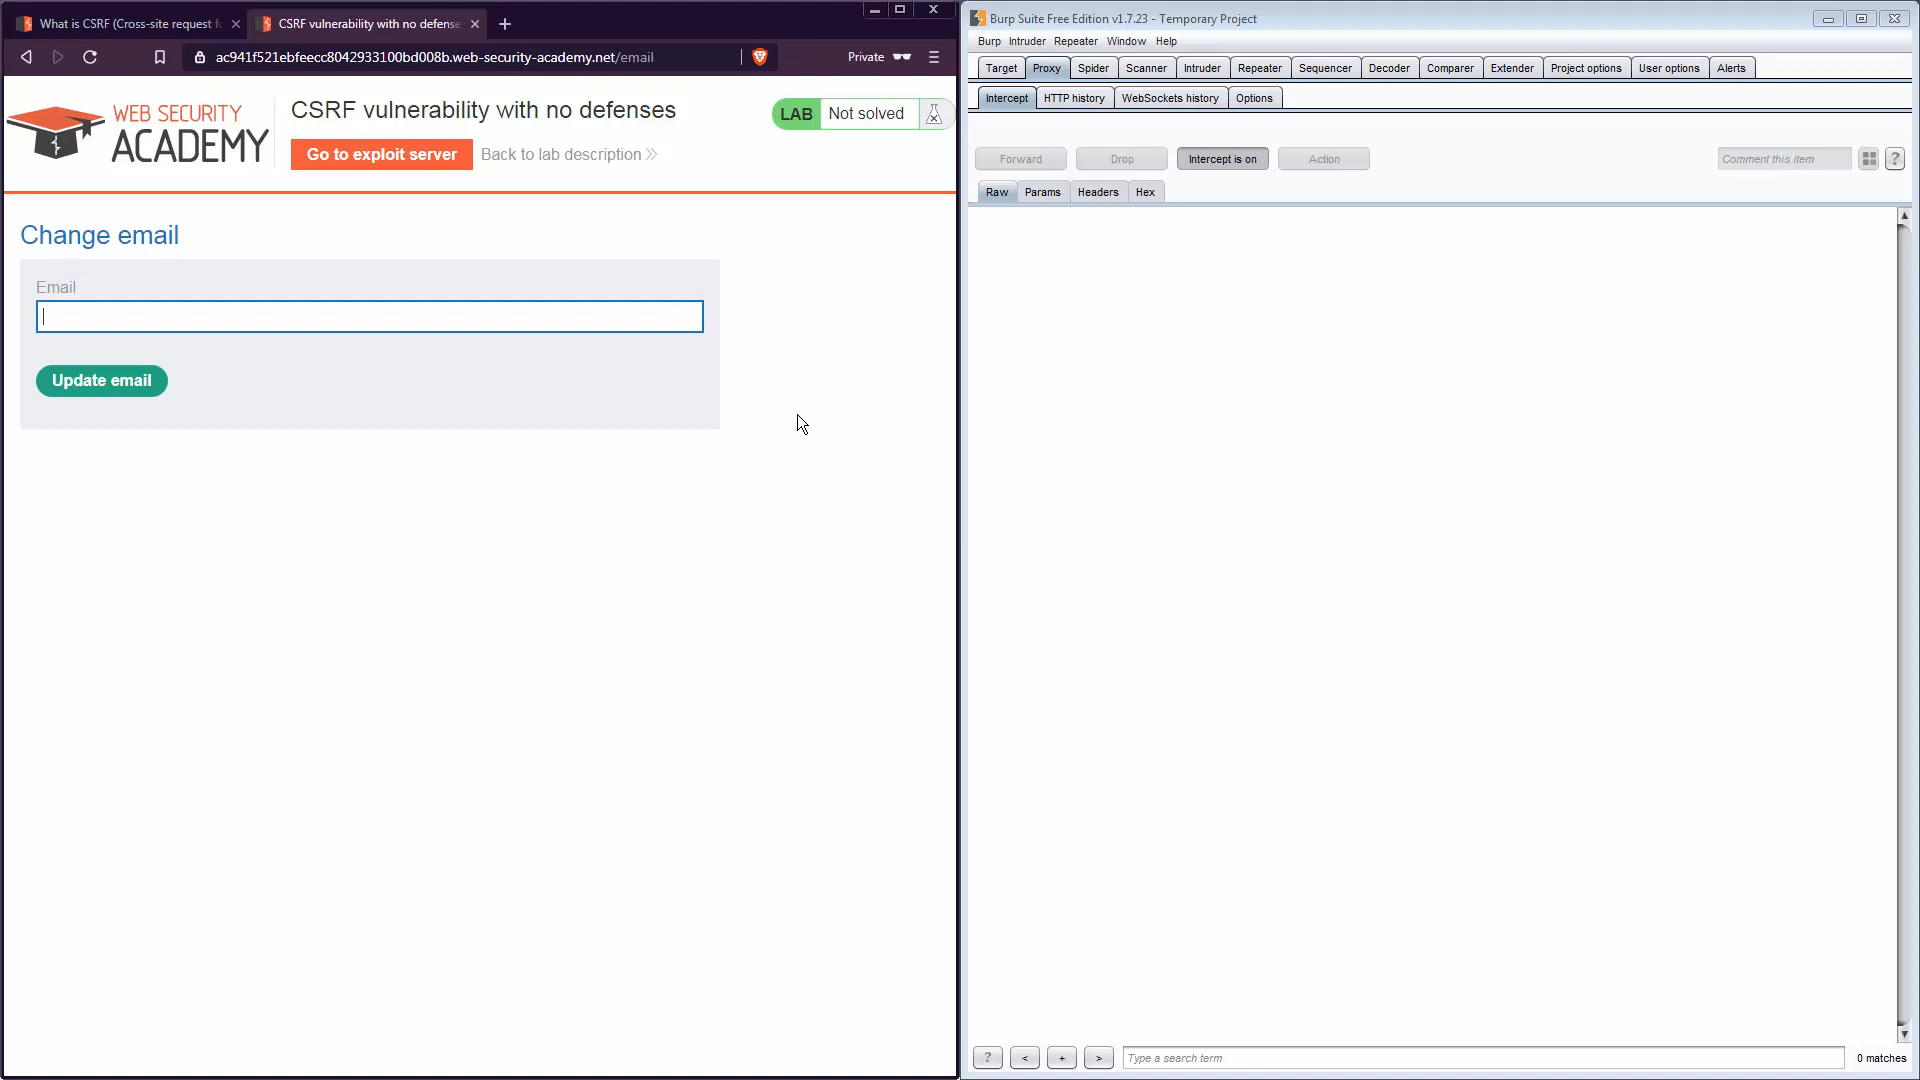 What is CSRF (Cross-site request fo
CSRF vulnerability with no defense
ac941f521ebfeecc8042933100bd008b.web-security-academy.net/email
Private
WEB SECURITY
ACADEMY
CSRF vulnerability with no defenses
Go to exploit server
Back to lab description
LAB
Not solved
Change email
Email
Update email
Burp Suite Free Edition v1.7.23 - Temporary Project
Burp Intruder Repeater Window Help
Target Proxy Spider Scanner Intruder Repeater Sequencer Decoder Comparer Extender Project options User options Alerts
Intercept HTTP history WebSockets history Options
Forward Drop Intercept is on Action Comment this item ?
Raw Params Headers Hex
? < + > Type a search term 0 matches